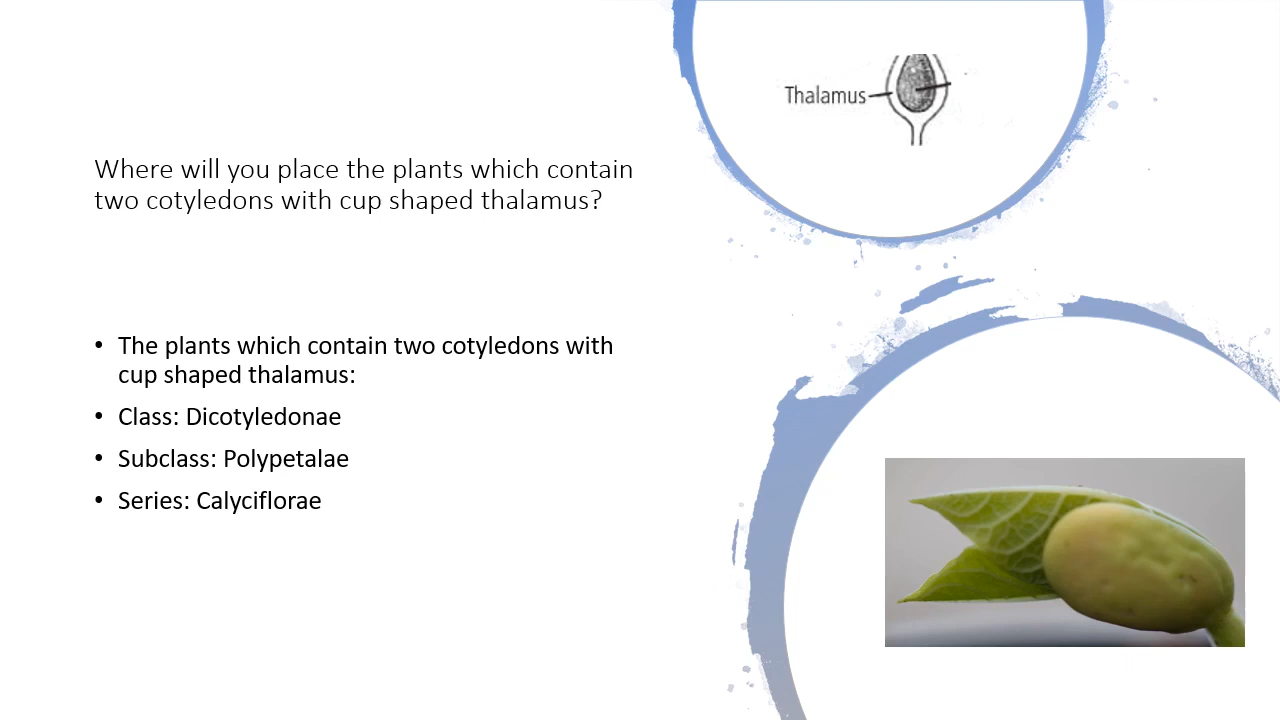 Thalamus
Where will you place the plants which contain
two cotyledons with cup shaped thalamus?
• The plants which contain two cotyledons with
cup shaped thalamus:
• Class: Dicotyledonae
• Subclass: Polypetalae
• Series: Calyciflorae